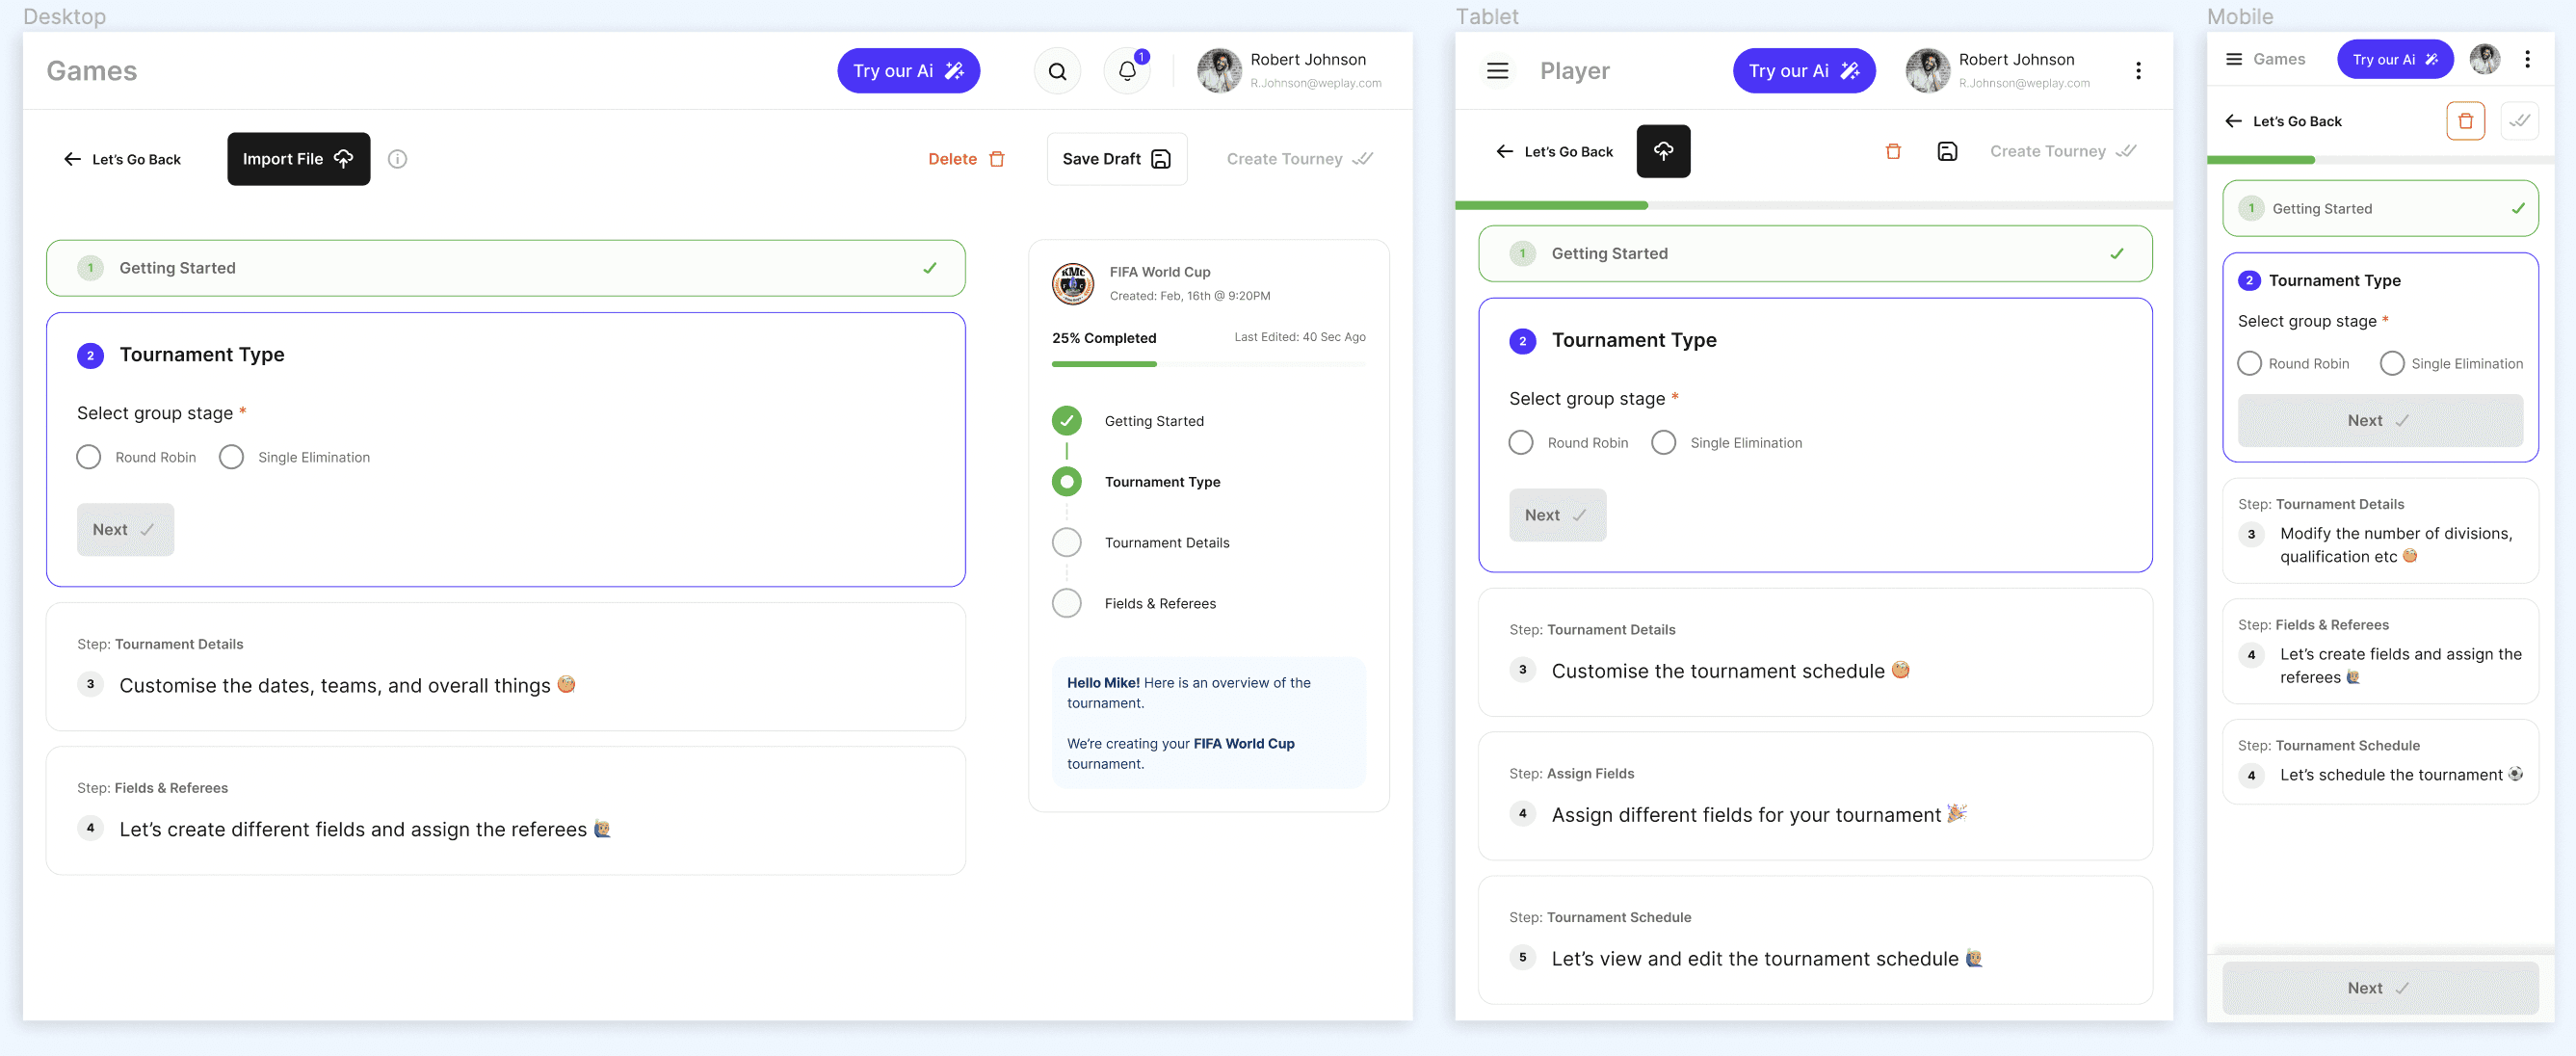 Desktop
Games
Try our Ai
1
Robert Johnson
R.Johnson@weplay.com
Let's Go Back
Import File
Delete
Save Draft
Create Tourney
1 Getting Started
2 Tournament Type
Select group stage *
Round Robin
Single Elimination
Next
Step: Tournament Details
3 Customise the dates, teams, and overall things 🧐
Step: Fields & Referees
4 Let's create different fields and assign the referees 🙋🏼‍♂️
KMC
FC
FIFA World Cup
Created: Feb, 16th @ 9:20PM
25% Completed
Last Edited: 40 Sec Ago
Getting Started
Tournament Type
Tournament Details
Fields & Referees
Hello Mike! Here is an overview of the
tournament.
We're creating your FIFA World Cup
tournament.
Tablet
Player
Try our Ai
Robert Johnson
R.Johnson@weplay.com
Let's Go Back
Create Tourney
1 Getting Started
2 Tournament Type
Select group stage *
Round Robin
Single Elimination
Next
Step: Tournament Details
3 Customise the tournament schedule 🧐
Step: Assign Fields
4 Assign different fields for your tournament 🎉
Step: Tournament Schedule
5 Let's view and edit the tournament schedule 🙋🏼‍♂️
Mobile
Games
Try our Ai
Let's Go Back
1 Getting Started
2 Tournament Type
Select group stage *
Round Robin
Single Elimination
Next
Step: Tournament Details
3 Modify the number of divisions,
qualification etc 🧐
Step: Fields & Referees
4 Let's create fields and assign the
referees 🙋🏼‍♂️
Step: Tournament Schedule
4 Let's schedule the tournament ⚽
Next